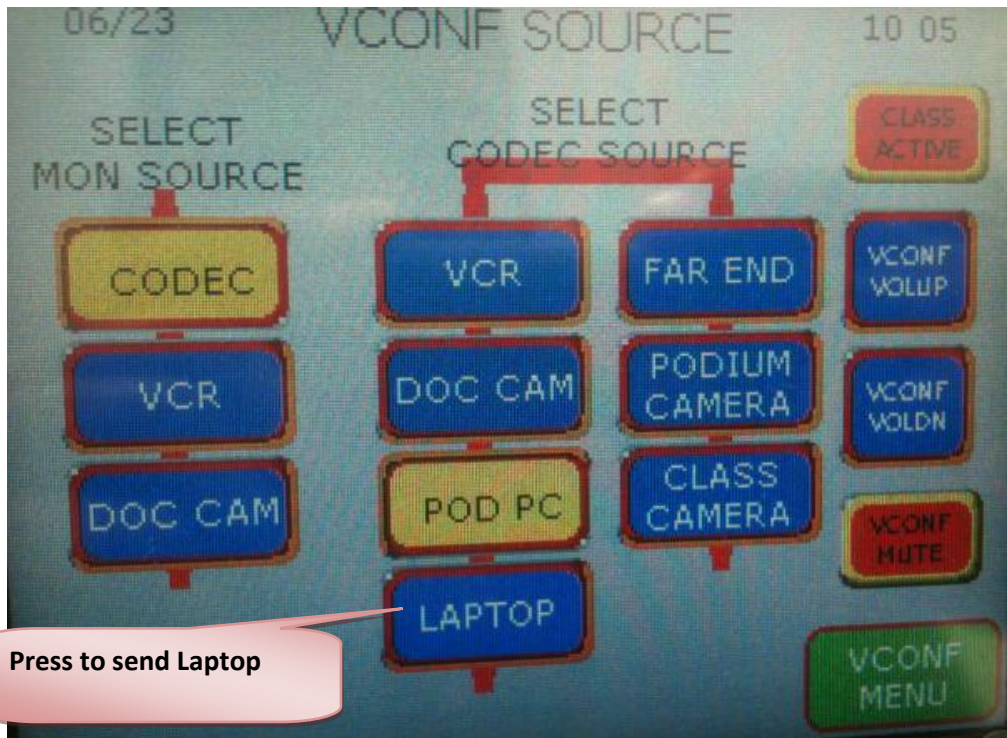 06/23 VCONF SOURCE 10 05
SELECT
MON SOURCE
SELECT
CODEC SOURCE
CLASS
ACTIVE
CODEC
VCR
DOC CAM
VCR
DOC CAM
POD PC
LAPTOP
FAR END
PODIUM
CAMERA
CLASS
CAMERA
VCONF
VOLUP
VCONF
VOLDN
VCONF
MUTE
VCONF
MENU
Press to send Laptop